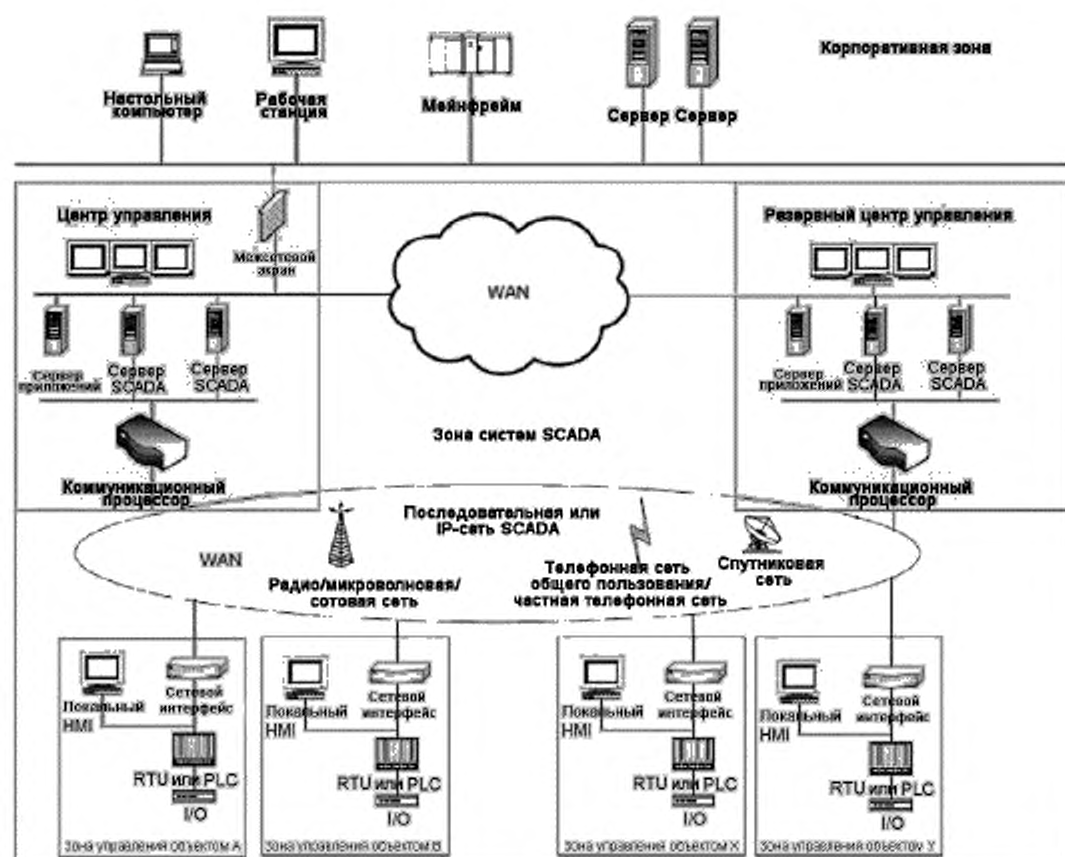 Корпоративная зона
Настольный
компьютер
Рабочая
станция
Мейнфрейм
Сервер Сервер
Центр управления
Межсетевой
экран
WAN
Резервный центр управления
Сервер
приложений
Сервер
SCADA
Сервер
SCADA
Сервер
приложений
Сервер
SCADA
Сервер
SCADA
Зона систем SCADA
Коммуникационный
процессор
Коммуникационный
процессор
Последовательная или
IP-сеть SCADA
WAN
Радио/микроволновая/
сотовая сеть
Телефонная сеть
общего пользования/
частная телефонная сеть
Спутниковая
сеть
Локальный
HMI
Сетевой
интерфейс
RTU или PLC
I/O
Зона управления объектом А
Локальный
HMI
Сетевой
интерфейс
RTU или PLC
I/O
Зона управления объектом В
Локальный
HMI
Сетевой
интерфейс
RTU или PLC
I/O
Зона управления объектом X
Локальный
HMI
Сетевой
интерфейс
RTU или PLC
I/O
Зона управления объектом Y